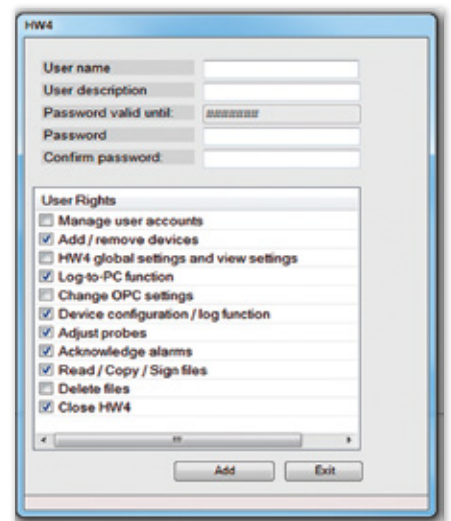 HW4
User name
User description
Password valid until: #######
Password
Confirm password:
User Rights
Manage user accounts
Add / remove devices
HW4 global settings and view settings
Log-to-PC function
Change OPC settings
Device configuration / log function
Adjust probes
Acknowledge alarms
Read / Copy / Sign files
Delete files
Close HW4
Add Exit